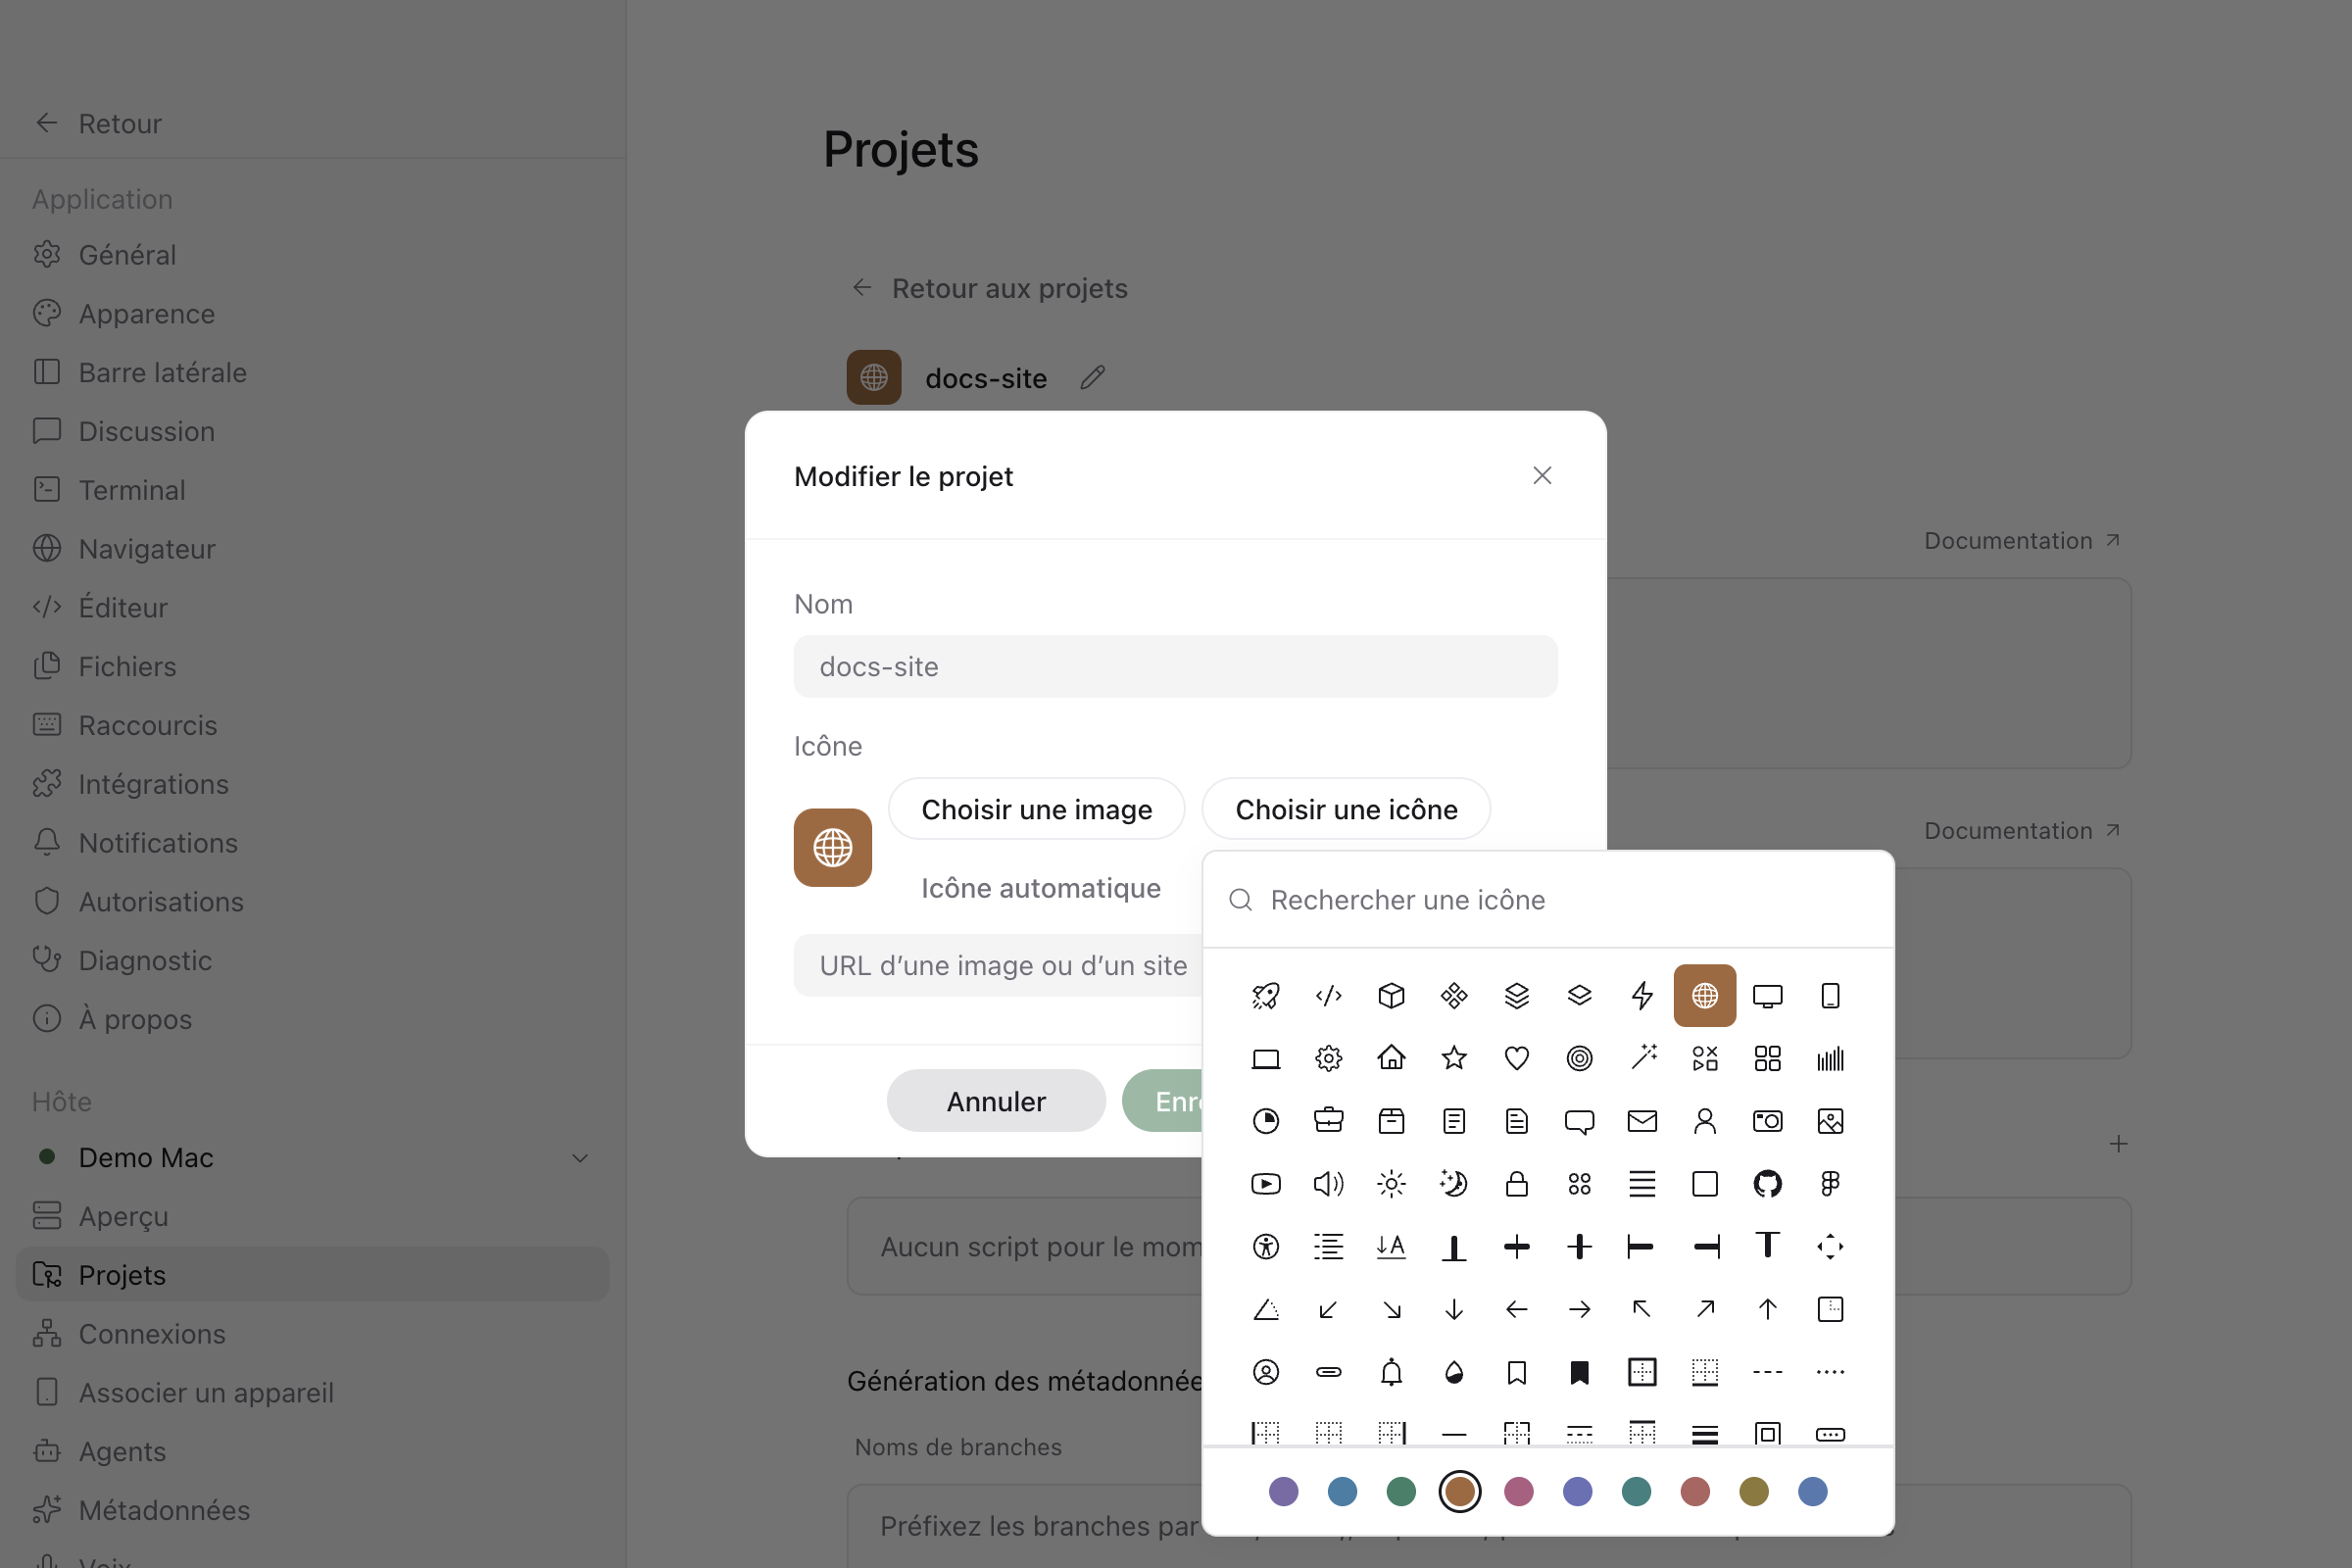 Retour
Application
Général
Apparence
Barre latérale
Discussion
Terminal
Navigateur
Éditeur
Fichiers
Raccourcis
Intégrations
Notifications
Autorisations
Diagnostic
À propos
Hôte
Demo Mac
Aperçu
Projets
Connexions
Associer un appareil
Agents
Métadonnées
Projets
Retour aux projets
docs-site
Documentation
Documentation
Modifier le projet
Nom
docs-site
Icône
Choisir une image
Choisir une icône
Icône automatique
URL d’une image ou d’un site
Annuler
Rechercher une icône
Aucun script pour le
Génération des
Noms de branches
Préfixez les branches par